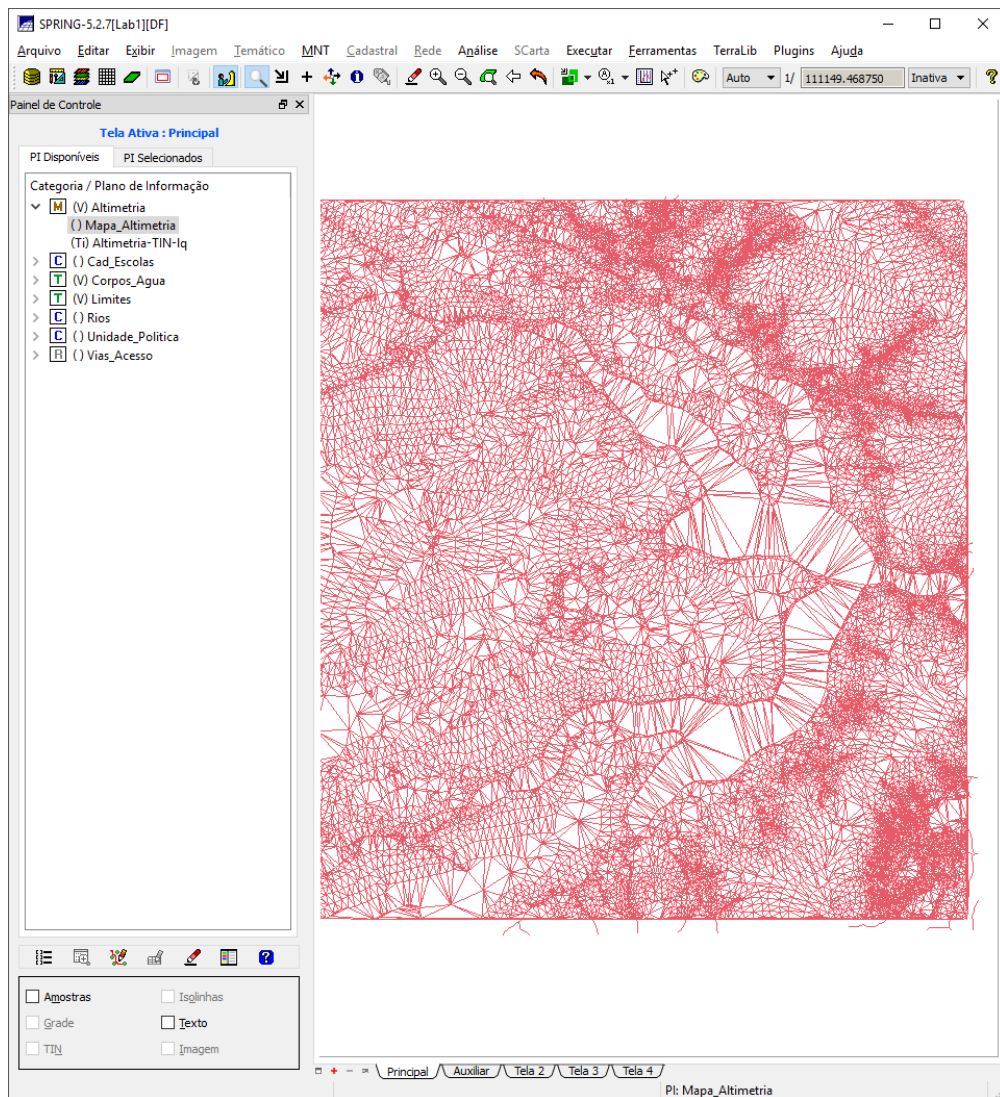 SPRING-5.2.7[Lab1][DF]
Arquivo Editar Exibir Imagem Temático MNT Cadastral Rede Análise SCarta Executar Ferramentas TerraLib Plugins Ajuda
Auto 1/ 111149.468750 Inativa
Painel de Controle
Tela Ativa : Principal
PI Disponíveis PI Selecionados
Categoria / Plano de Informação
M (V) Altimetria
( ) Mapa_Altimetria
(Ti) Altimetria-TIN-lq
C ( ) Cad_Escolas
T (V) Corpos_Agua
T (V) Limites
C ( ) Rios
C ( ) Unidade_Politica
R ( ) Vias_Acesso
Amostras Isolinhas
Grade Texto
TIN Imagem
Principal Auxiliar Tela 2 Tela 3 Tela 4
PI: Mapa_Altimetria